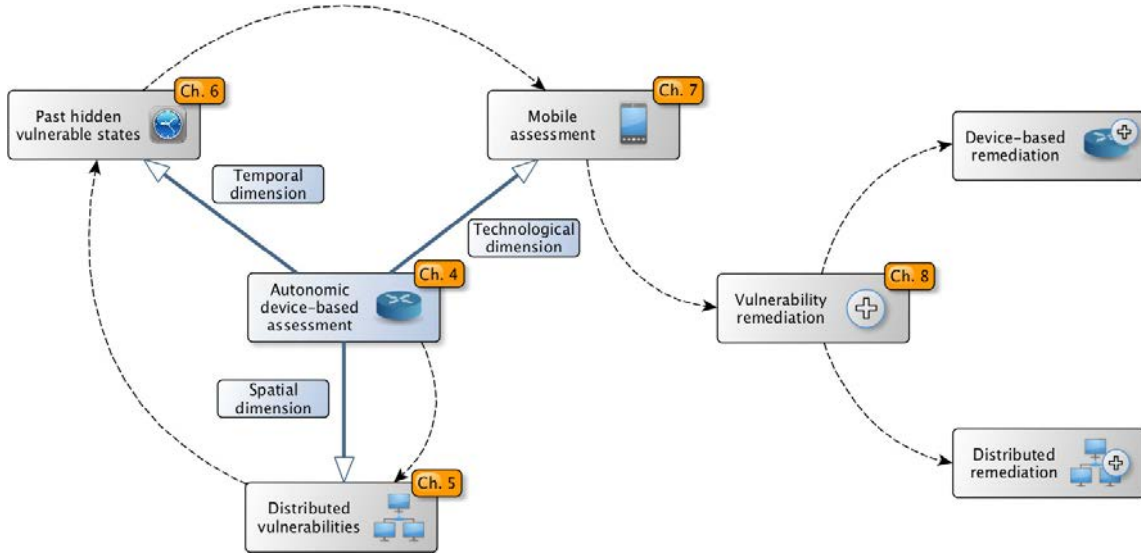 Ch. 6
Past hidden
vulnerable states
Ch. 7
Mobile
assessment
Device-based
remediation
Temporal
dimension
Technological
dimension
Ch. 4
Autonomic
device-based
assessment
Ch. 8
Vulnerability
remediation
Spatial
dimension
Ch. 5
Distributed
vulnerabilities
Distributed
remediation